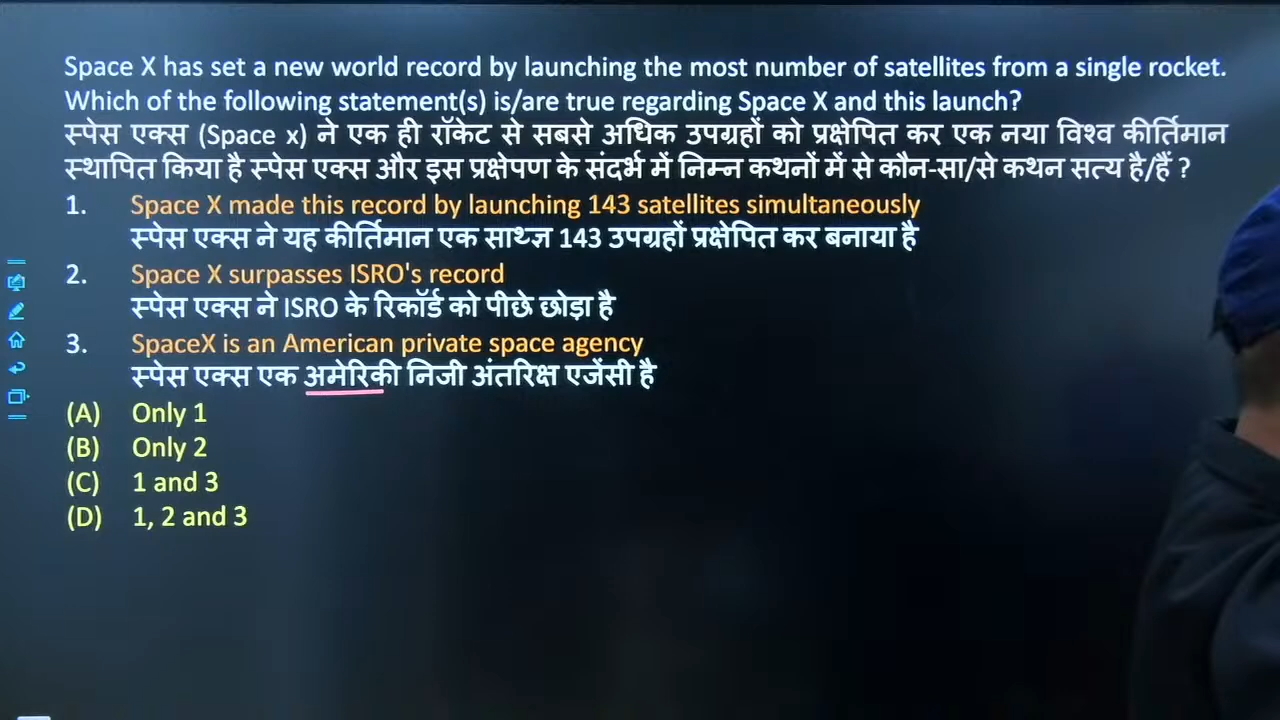 Space X has set a new world record by launching the most number of satellites from a single rocket.
Which of the following statement(s) is/are true regarding Space X and this launch?
स्पेस एक्स (Space x) ने एक ही रॉकेट से सबसे अधिक उपग्रहों को प्रक्षेपित कर एक नया विश्व कीर्तिमान
स्थापित किया है स्पेस एक्स और इस प्रक्षेपण के संदर्भ में निम्न कथनों में से कौन-सा/से कथन सत्य है/हैं ?
1. Space X made this record by launching 143 satellites simultaneously
स्पेस एक्स ने यह कीर्तिमान एक साथ्ज्ञ 143 उपग्रहों प्रक्षेपित कर बनाया है
2. Space X surpasses ISRO's record
स्पेस एक्स ने ISRO के रिकॉर्ड को पीछे छोड़ा है
3. SpaceX is an American private space agency
स्पेस एक्स एक अमेरिकी निजी अंतरिक्ष एजेंसी है
(A) Only 1
(B) Only 2
(C) 1 and 3
(D) 1, 2 and 3